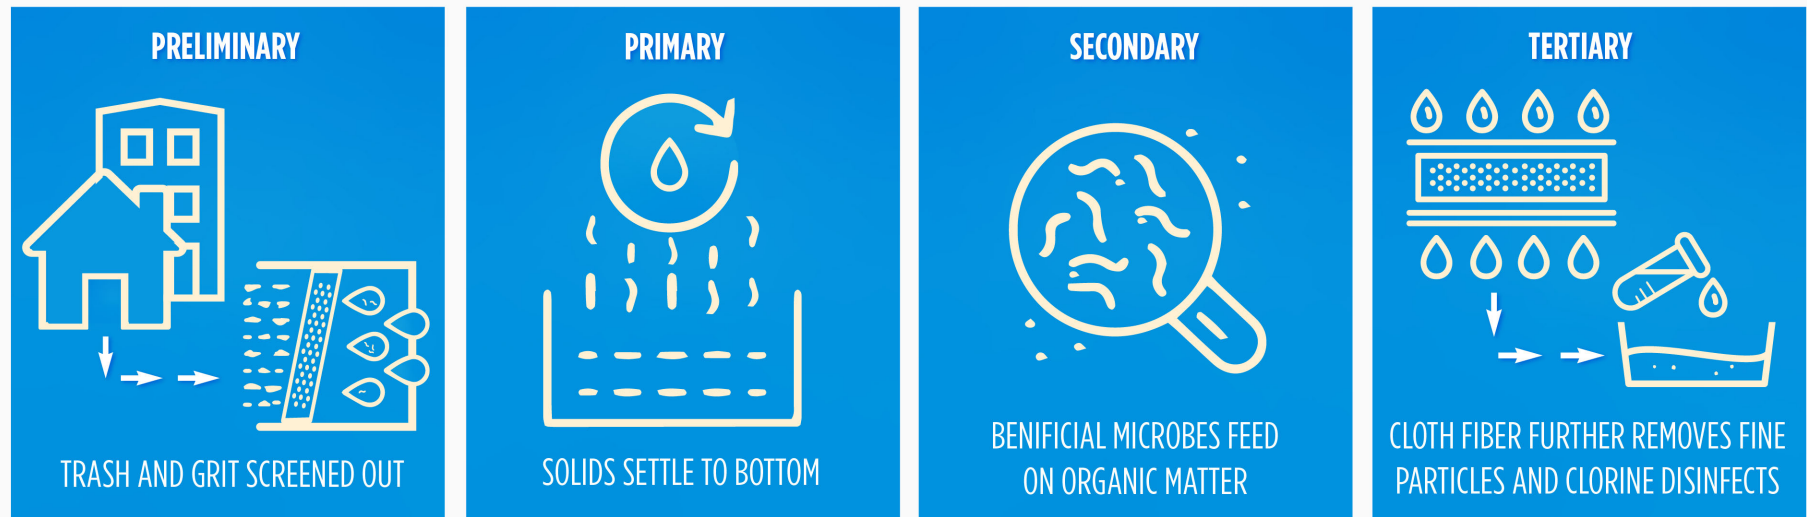 PRELIMINARY
TRASH AND GRIT SCREENED OUT
PRIMARY
SOLIDS SETTLE TO BOTTOM
SECONDARY
BENIFICIAL MICROBES FEED
ON ORGANIC MATTER
TERTIARY
CLOTH FIBER FURTHER REMOVES FINE
PARTICLES AND CLORINE DISINFECTS